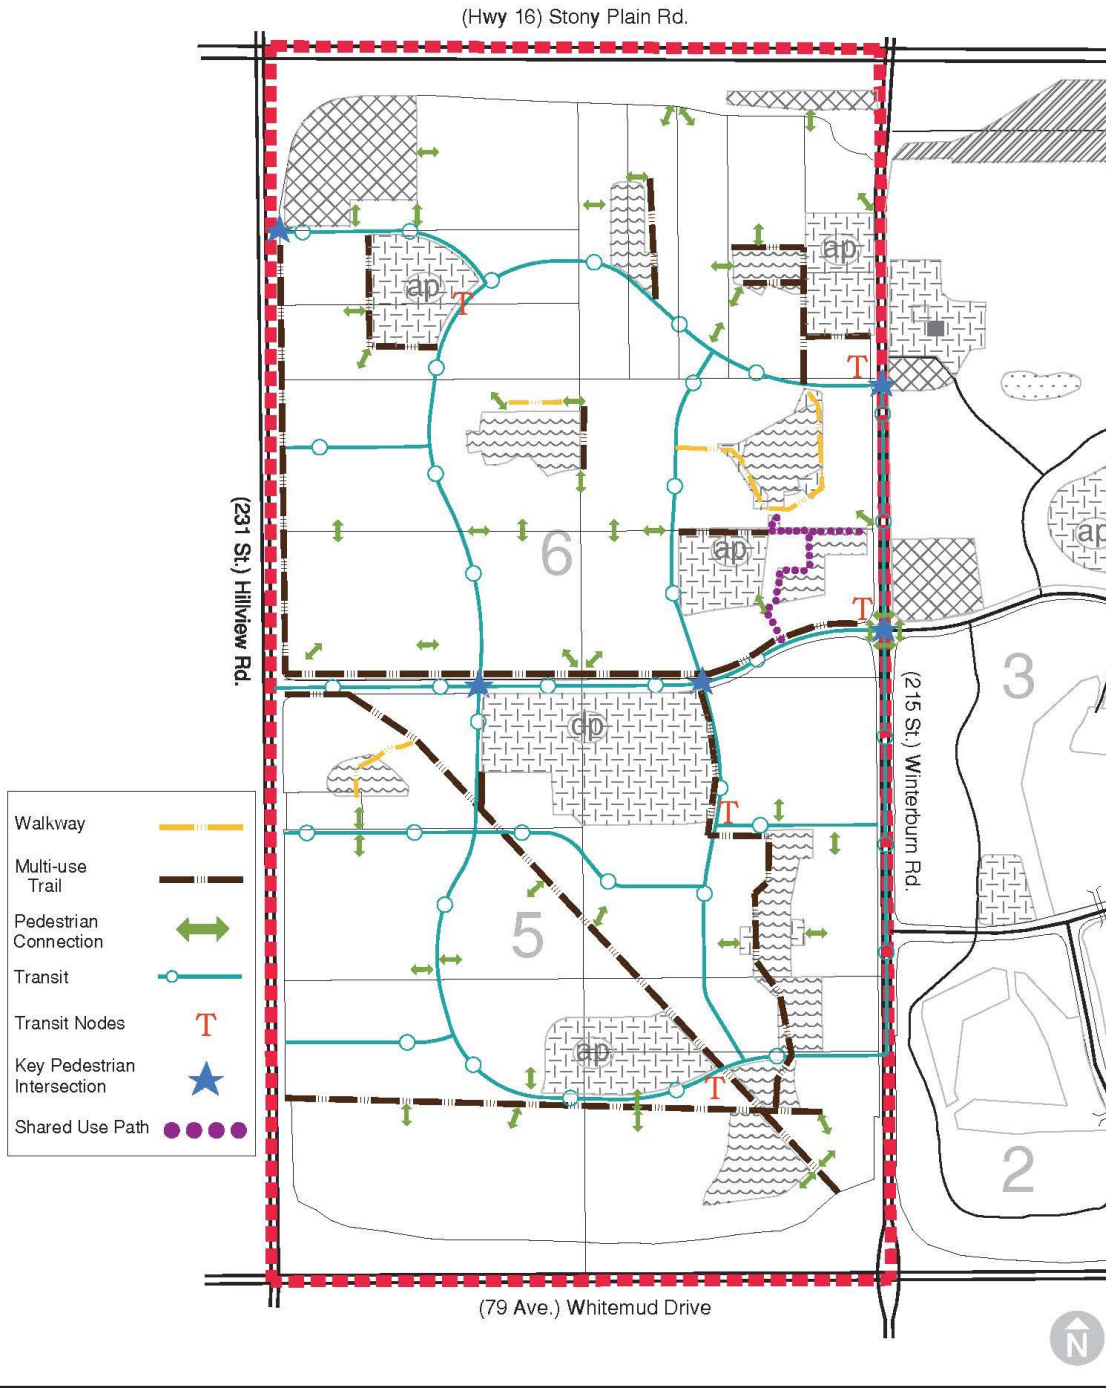 (Hwy 16) Stony Plain Rd.
ap
ap
T
T
(231 St.) Hillview Rd.
6
ap
ap
T
3
(215 St.) Winterburn Rd.
dp
T
5
ap
T
2
Walkway
Multi-use
Trail
Pedestrian
Connection
Transit
Transit Nodes
T
Key Pedestrian
Intersection
Shared Use Path
(79 Ave.) Whitemud Drive
N